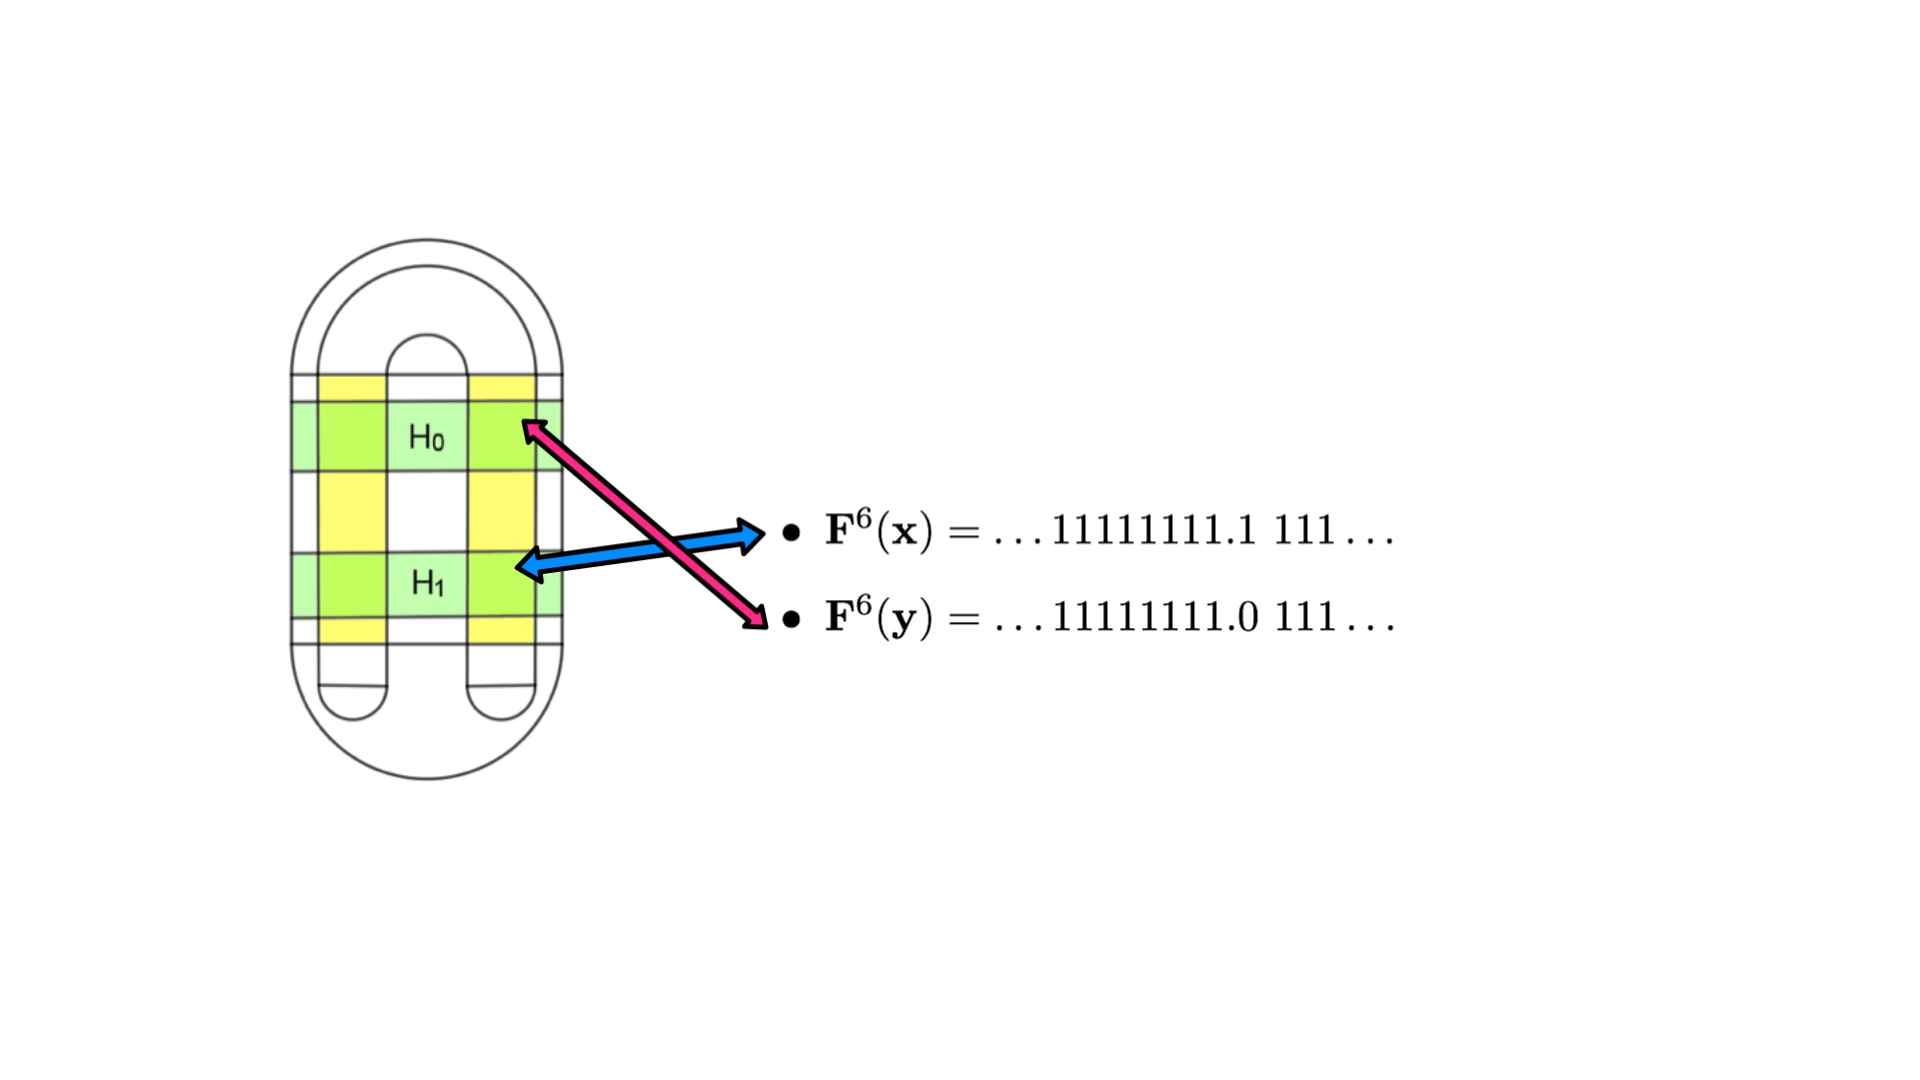 H₀
H₁
• F⁶(x) = …11111111.1 111…
• F⁶(y) = …11111111.0 111…